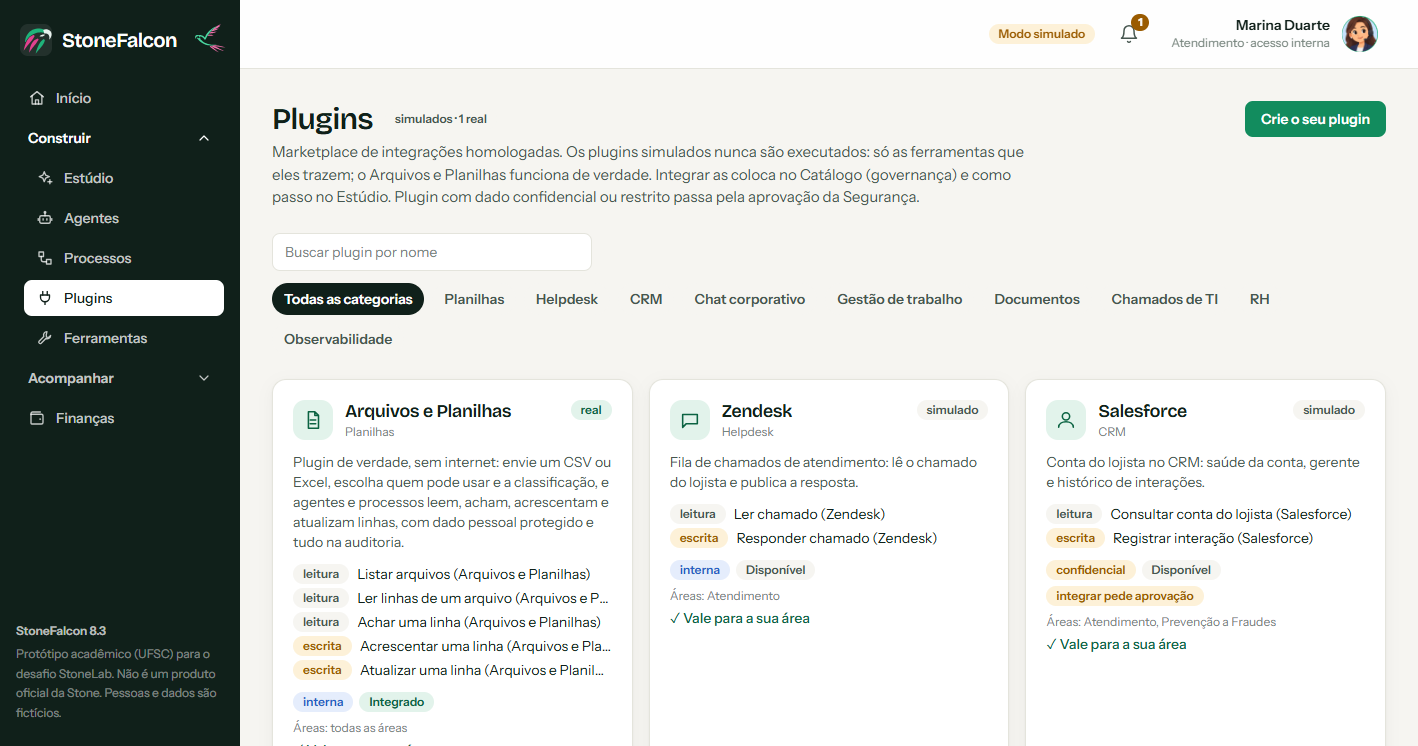 StoneFalcon
Início
Construir
Estúdio
Agentes
Processos
Plugins
Ferramentas
Acompanhar
Finanças
StoneFalcon 8.3
Protótipo acadêmico (UFSC) para o
desafio StoneLab. Não é um produto
oficial da Stone. Pessoas e dados são
fictícios.
Modo simulado
1
Marina Duarte
Atendimento · acesso interna
Plugins
simulados · 1 real
Crie o seu plugin
Marketplace de integrações homologadas. Os plugins simulados nunca são executados: só as ferramentas que
eles trazem; o Arquivos e Planilhas funciona de verdade. Integrar as coloca no Catálogo (governança) e como
passo no Estúdio. Plugin com dado confidencial ou restrito passa pela aprovação da Segurança.
Buscar plugin por nome
Todas as categorias Planilhas Helpdesk CRM Chat corporativo Gestão de trabalho Documentos Chamados de TI RH
Observabilidade
Arquivos e Planilhas real
Planilhas
Plugin de verdade, sem internet: envie um CSV ou
Excel, escolha quem pode usar e a classificação, e
agentes e processos leem, acham, acrescentam e
atualizam linhas, com dado pessoal protegido e
tudo na auditoria.
leitura Listar arquivos (Arquivos e Planilhas)
leitura Ler linhas de um arquivo (Arquivos e P...
leitura Achar uma linha (Arquivos e Planilhas)
escrita Acrescentar uma linha (Arquivos e Pla...
escrita Atualizar uma linha (Arquivos e Planil...
interna Integrado
Áreas: todas as áreas
Zendesk simulado
Helpdesk
Fila de chamados de atendimento: lê o chamado
do lojista e publica a resposta.
leitura Ler chamado (Zendesk)
escrita Responder chamado (Zendesk)
interna Disponível
Áreas: Atendimento
✓ Vale para a sua área
Salesforce simulado
CRM
Conta do lojista no CRM: saúde da conta, gerente
e histórico de interações.
leitura Consultar conta do lojista (Salesforce)
escrita Registrar interação (Salesforce)
confidencial Disponível
integrar pede aprovação
Áreas: Atendimento, Prevenção a Fraudes
✓ Vale para a sua área